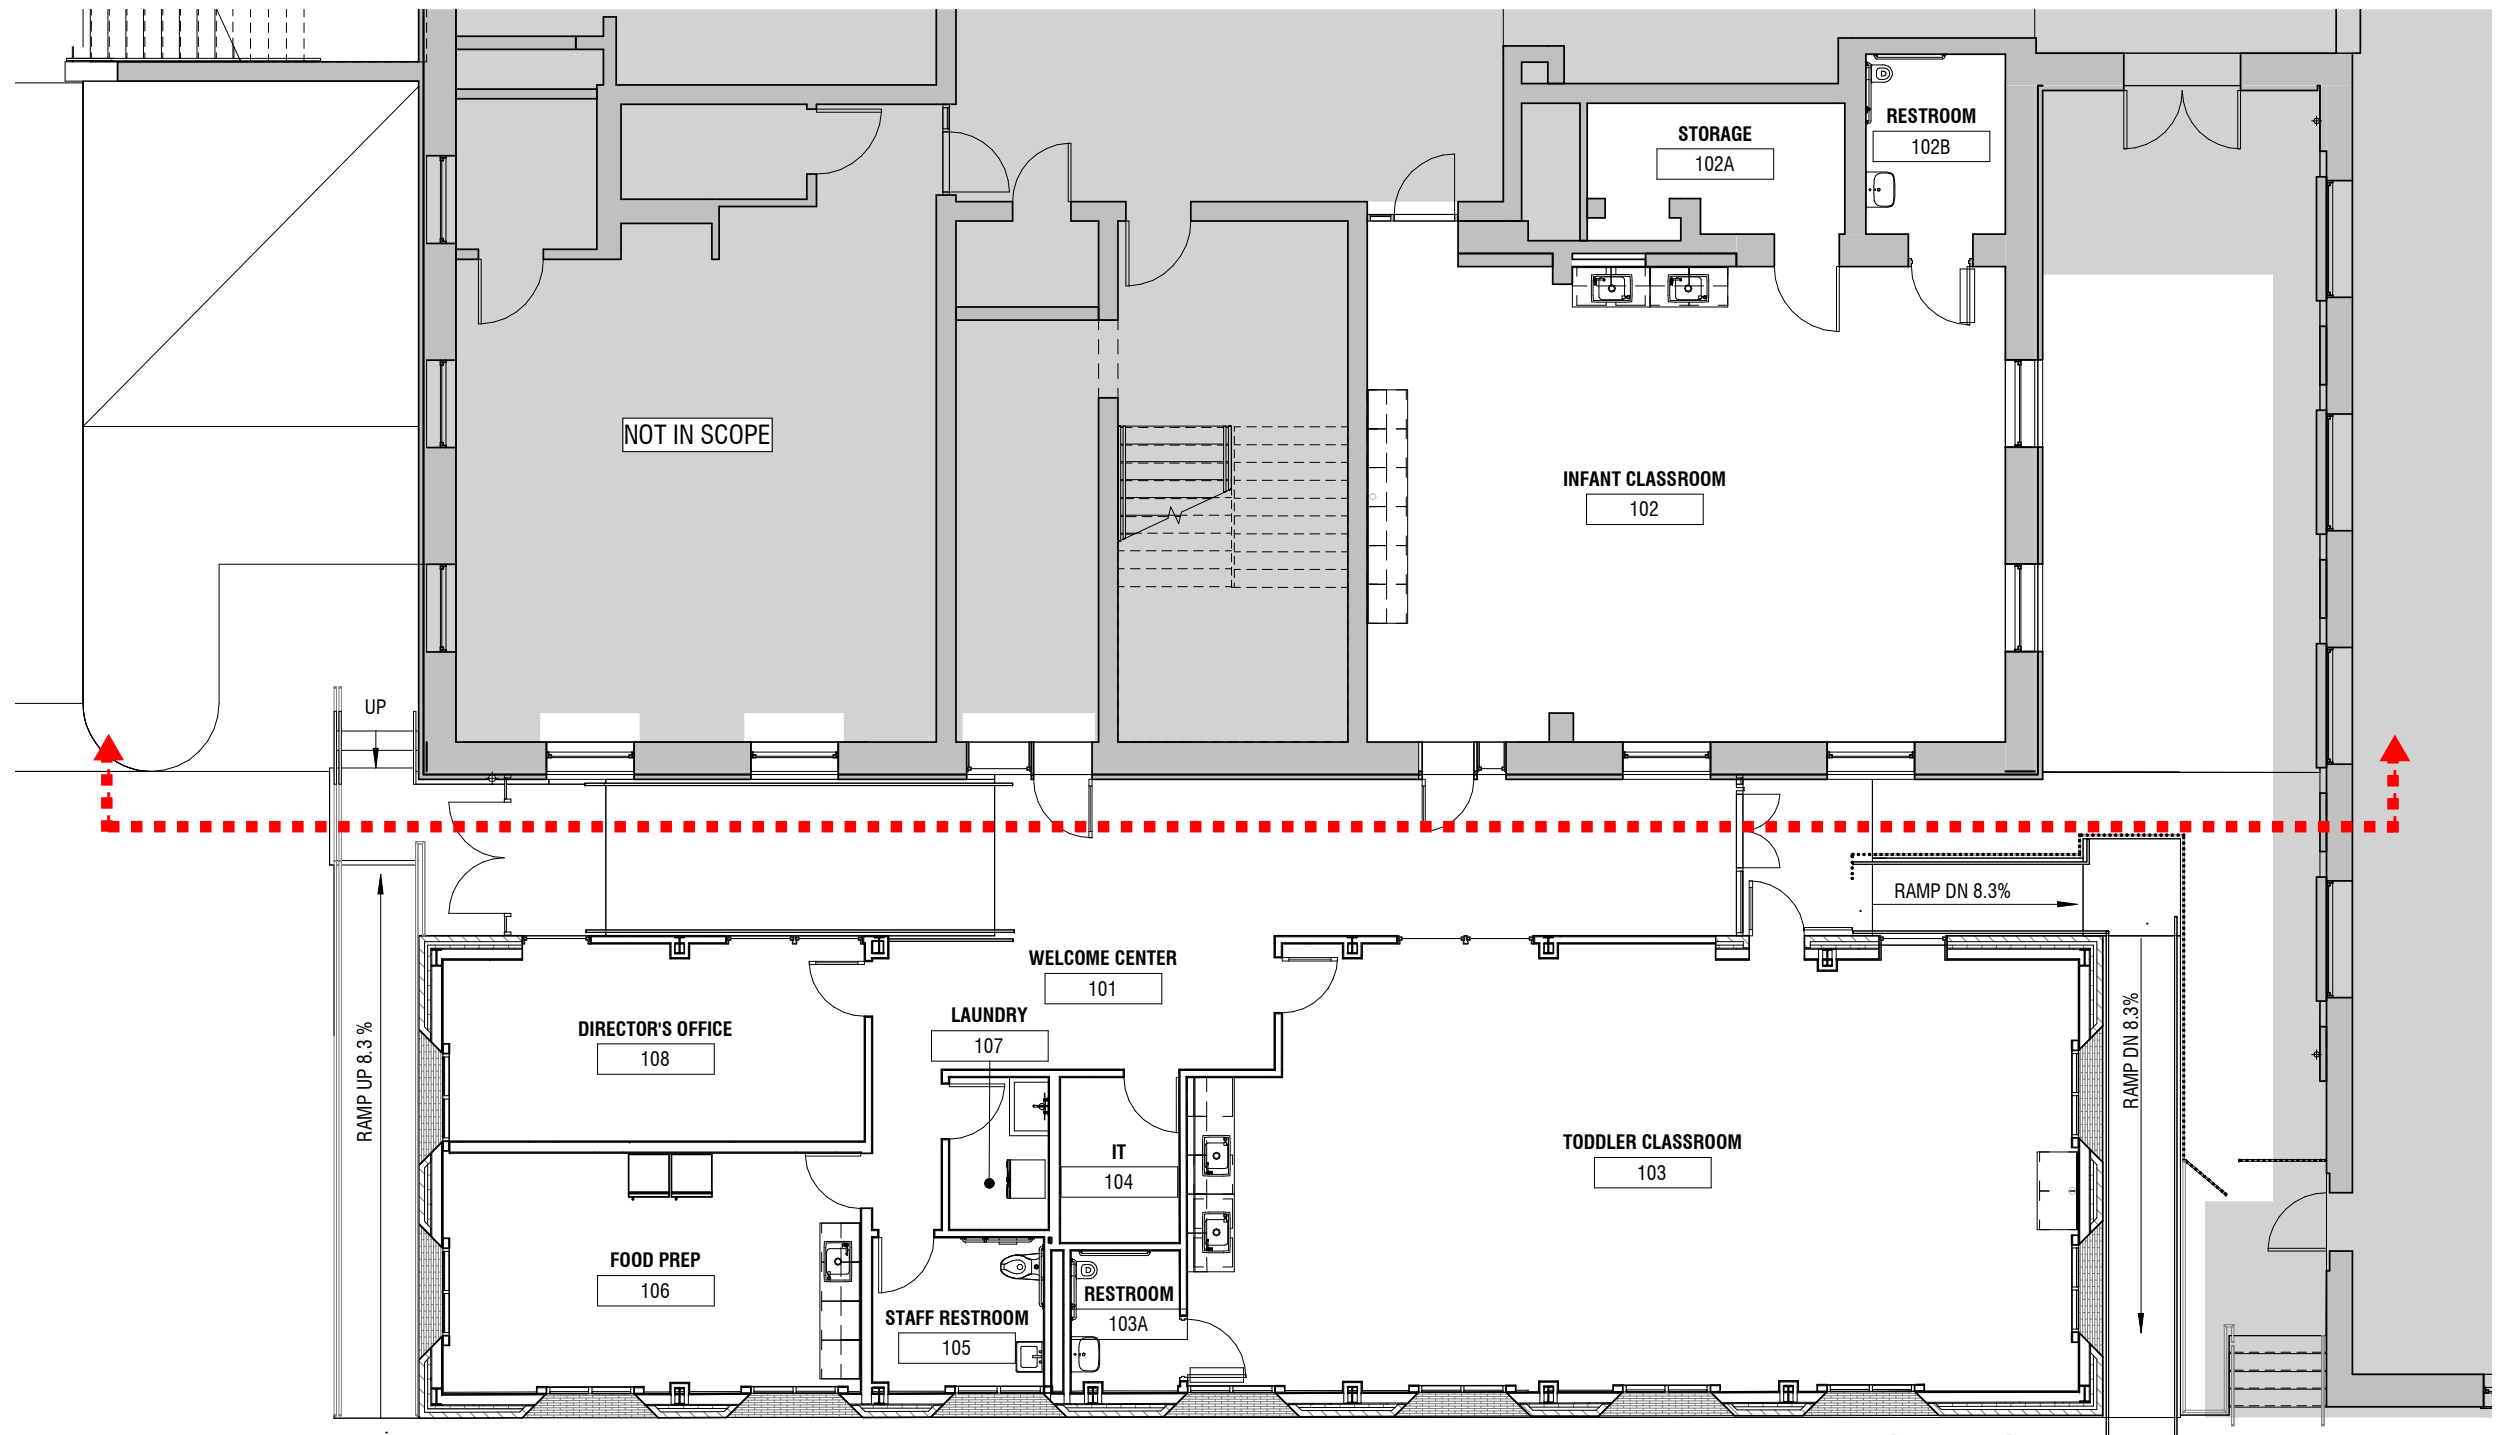 RESTROOM
102B
STORAGE
102A
NOT IN SCOPE
INFANT CLASSROOM
102
UP
RAMP DN 8.3%
WELCOME CENTER
101
LAUNDRY
107
DIRECTOR'S OFFICE
108
RAMP UP 8.3 %
RAMP DN 8.3%
IT
104
TODDLER CLASSROOM
103
FOOD PREP
106
RESTROOM
103A
STAFF RESTROOM
105